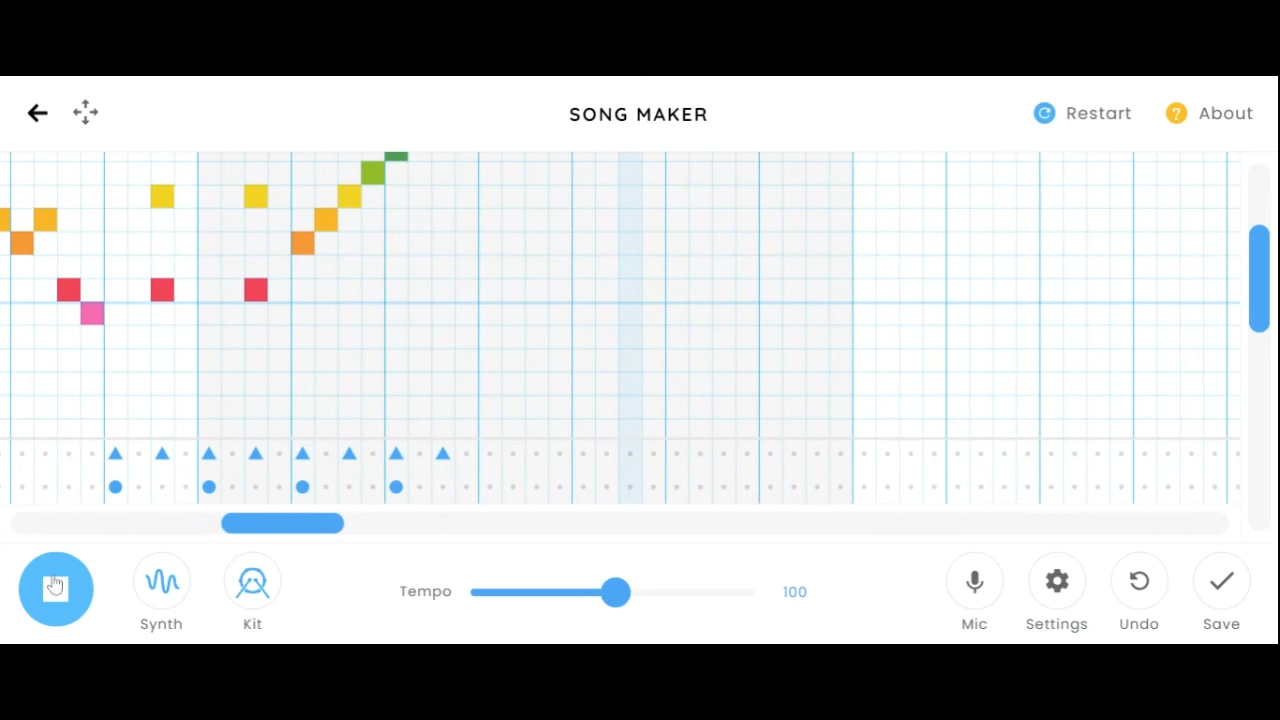 SONG MAKER
Restart
About
Tempo
100
Synth
Kit
Mic
Settings
Undo
Save